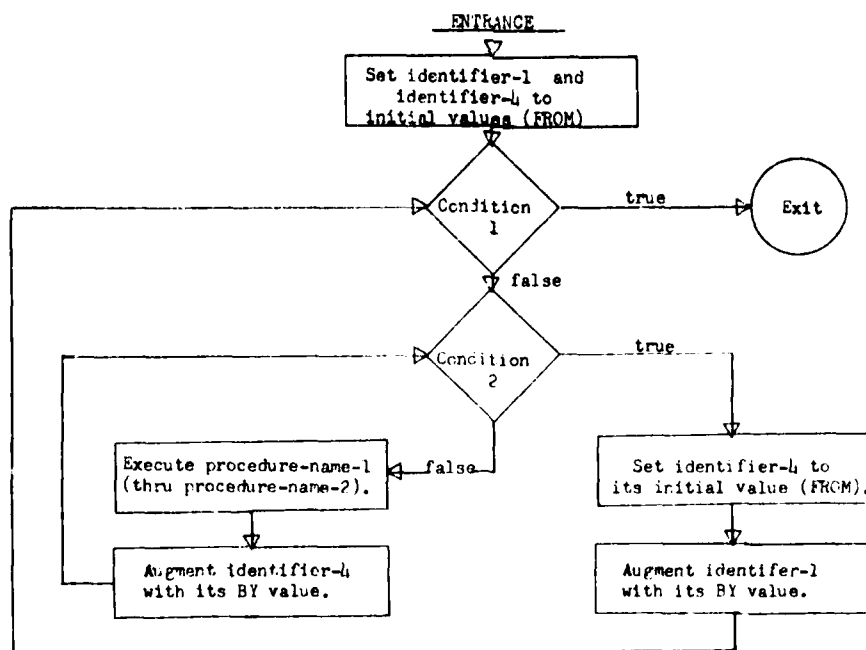 ENTRANCE
Set identifier-1 and
identifier-4 to
initial values (FROM)
Condition
1
true
Exit
false
Condition
2
true
false
Execute procedure-name-1
(thru procedure-name-2).
Set identifier-4 to
its initial value (FROM).
Augment identifier-4
with its BY value.
Augment identifer-1
with its BY value.